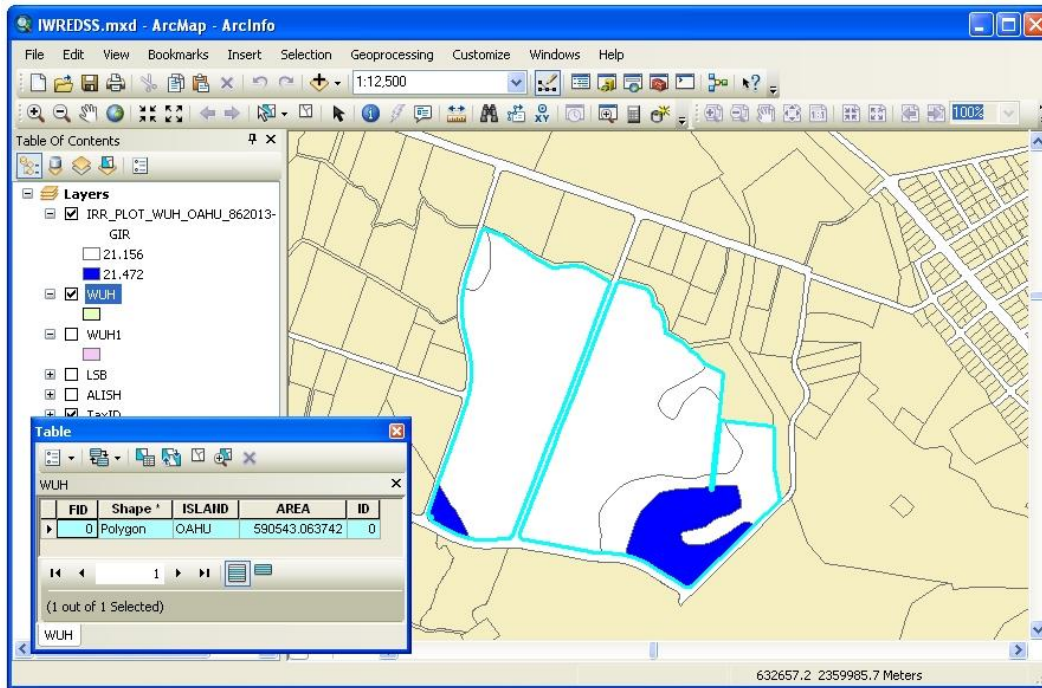 IWREDSS.mxd - ArcMap - ArcInfo
File Edit View Bookmarks Insert Selection Geoprocessing Customize Windows Help
1:12,500
100%
Table Of Contents
Layers
IRR_PLOT_WUH_OAHU_862013-
GIR
21.156
21.472
WUH
WUH1
LSB
ALISH
TaxID
Table
WUH
FID Shape * ISLAND AREA ID
0 Polygon OAHU 590543.063742 0
1
(1 out of 1 Selected)
WUH
632657.2 2359985.7 Meters